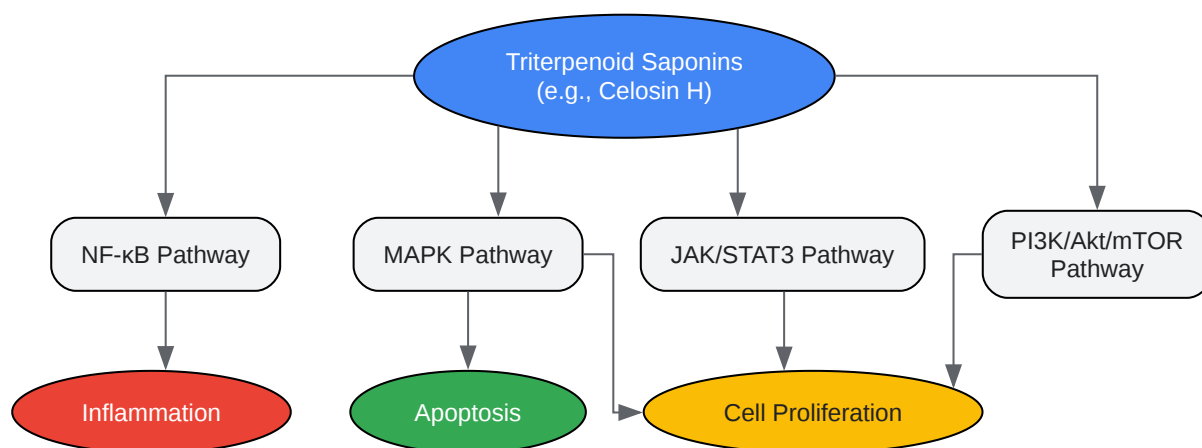 Triterpenoid Saponins
(e.g., Celosin H)
NF-κB Pathway
MAPK Pathway
JAK/STAT3 Pathway
PI3K/Akt/mTOR
Pathway
Inflammation
Apoptosis
Cell Proliferation